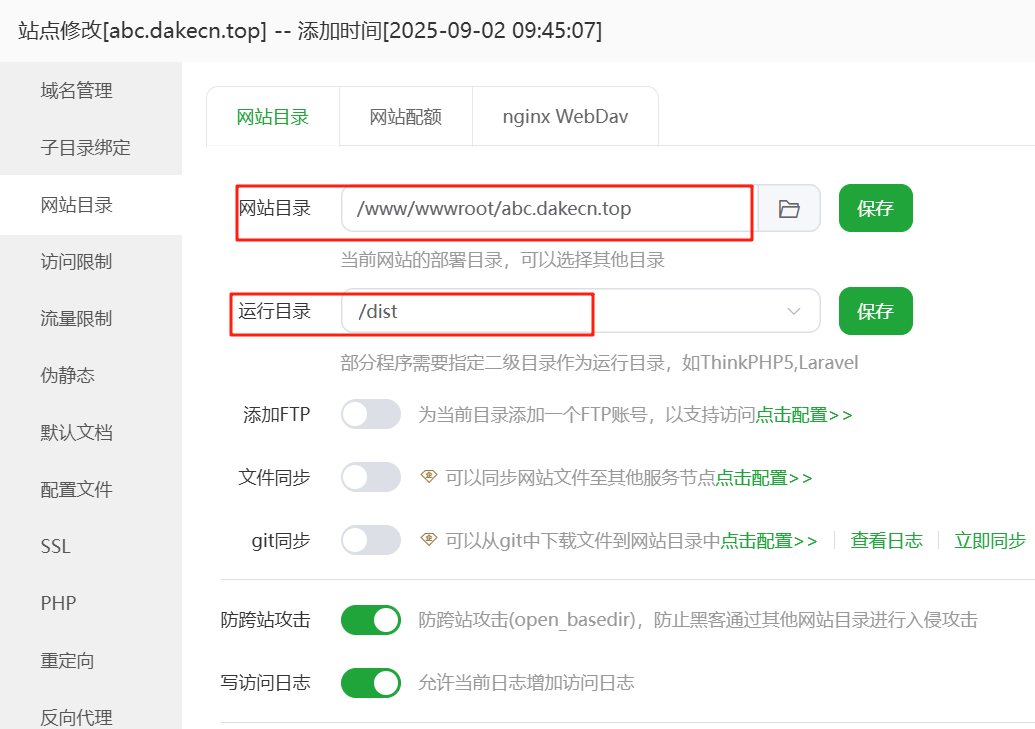 站点修改[abc.dakecn.top] -- 添加时间[2025-09-02 09:45:07]
域名管理
子目录绑定
网站目录
访问限制
流量限制
伪静态
默认文档
配置文件
SSL
PHP
重定向
反向代理
网站目录 网站配额 nginx WebDav
网站目录 /www/wwwroot/abc.dakecn.top 保存
当前网站的部署目录，可以选择其他目录
运行目录 /dist 保存
部分程序需要指定二级目录作为运行目录，如ThinkPHP5,Laravel
添加FTP 为当前目录添加一个FTP账号，以支持访问点击配置>>
文件同步 可以同步网站文件至其他服务节点点击配置>>
git同步 可以从git中下载文件到网站目录中点击配置>> 查看日志 立即同步
防跨站攻击 防跨站攻击(open_basedir)，防止黑客通过其他网站目录进行入侵攻击
写访问日志 允许当前日志增加访问日志